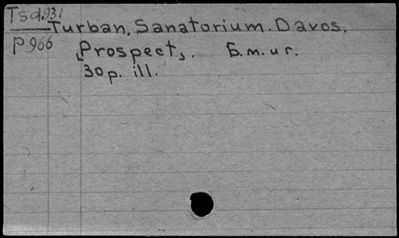 Tsd.931
Turban, Sanatorium. Davos.
P966
[Prospect]. Б.m.u.r.
30p. ill.